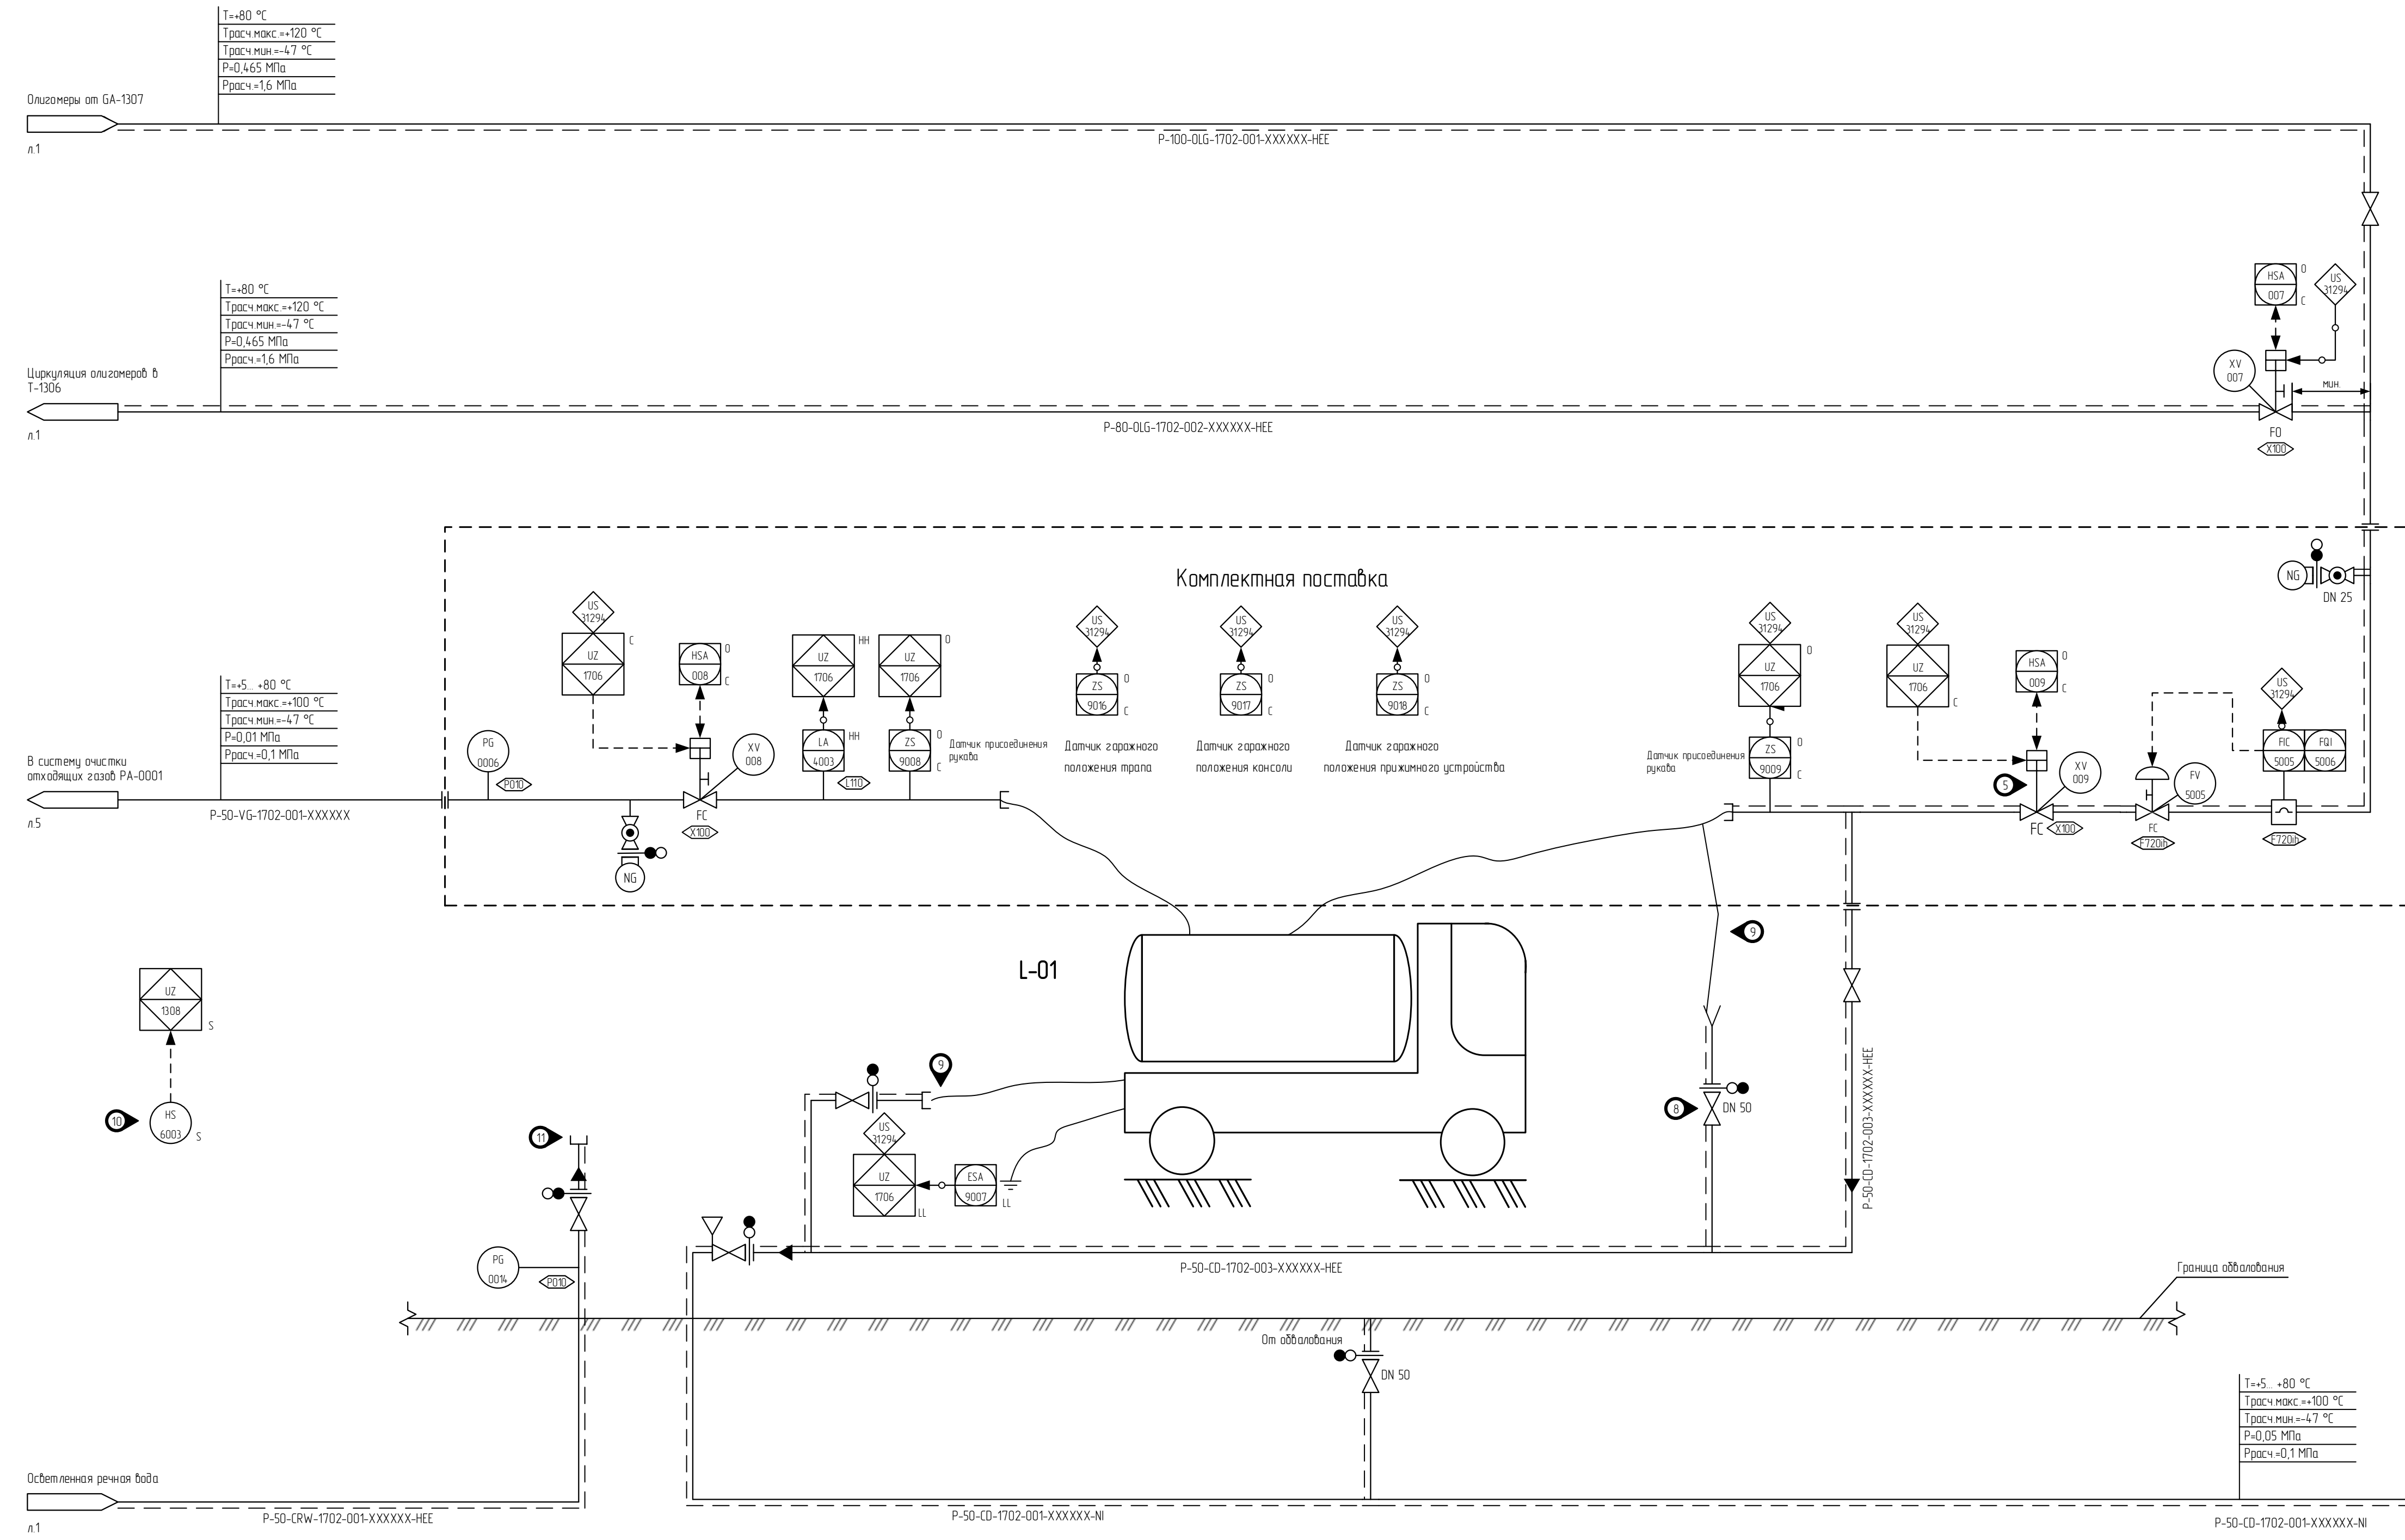 T=+80 °C
Tрасч.макс.=+120 °C
Tрасч.мин.=-47 °C
P=0,465 МПа
Pрасч.=1,6 МПа
Олигомеры от GA-1307
л.1
P-100-OLG-1702-001-XXXXXX-HEE
T=+80 °C
Tрасч.макс.=+120 °C
Tрасч.мин.=-47 °C
P=0,465 МПа
Pрасч.=1,6 МПа
Циркуляция олигомеров в
T-1306
л.1
P-80-OLG-1702-002-XXXXXX-HEE
HSA
007
O
C
US
31294
XV
007
мин.
FO
X100
Комплектная поставка
NG
DN 25
US
31294
UZ
1706
C
HSA
008
O
C
XV
008
FC
X100
UZ
1706
HH
LA
4003
HH
L110
UZ
1706
O
ZS
9008
O
C
Датчик присоединения
рукава
US
31294
ZS
9016
O
C
Датчик гаражного
положения трапа
US
31294
ZS
9017
O
C
Датчик гаражного
положения консоли
US
31294
ZS
9018
O
C
Датчик гаражного
положения прижимного устройства
US
31294
UZ
1706
O
ZS
9009
O
C
Датчик присоединения
рукава
US
31294
UZ
1706
C
HSA
009
O
C
5
XV
009
FC
X100
FV
5005
FC
F720ih
US
31294
FIC
5005
FQI
5006
F720ih
T=+5... +80 °C
Tрасч.макс.=+100 °C
Tрасч.мин.=-47 °C
P=0,01 МПа
Pрасч.=0,1 МПа
В систему очистки
отходящих газов PA-0001
л.5
P-50-VG-1702-001-XXXXXX
PG
0006
P010
NG
L-01
9
UZ
1308
S
HS
6003
S
10
11
9
US
31294
UZ
1706
LL
ESA
9007
LL
8
DN 50
P-50-CD-1702-003-XXXXXX-HEE
PG
0014
P010
P-50-CD-1702-003-XXXXXX-HEE
Граница обвалования
От обвалования
DN 50
T=+5... +80 °C
Tрасч.макс.=+100 °C
Tрасч.мин.=-47 °C
P=0,05 МПа
Pрасч.=0,1 МПа
Осветленная речная вода
л.1
P-50-CRW-1702-001-XXXXXX-HEE
P-50-CD-1702-001-XXXXXX-NI
P-50-CD-1702-001-XXXXXX-NI